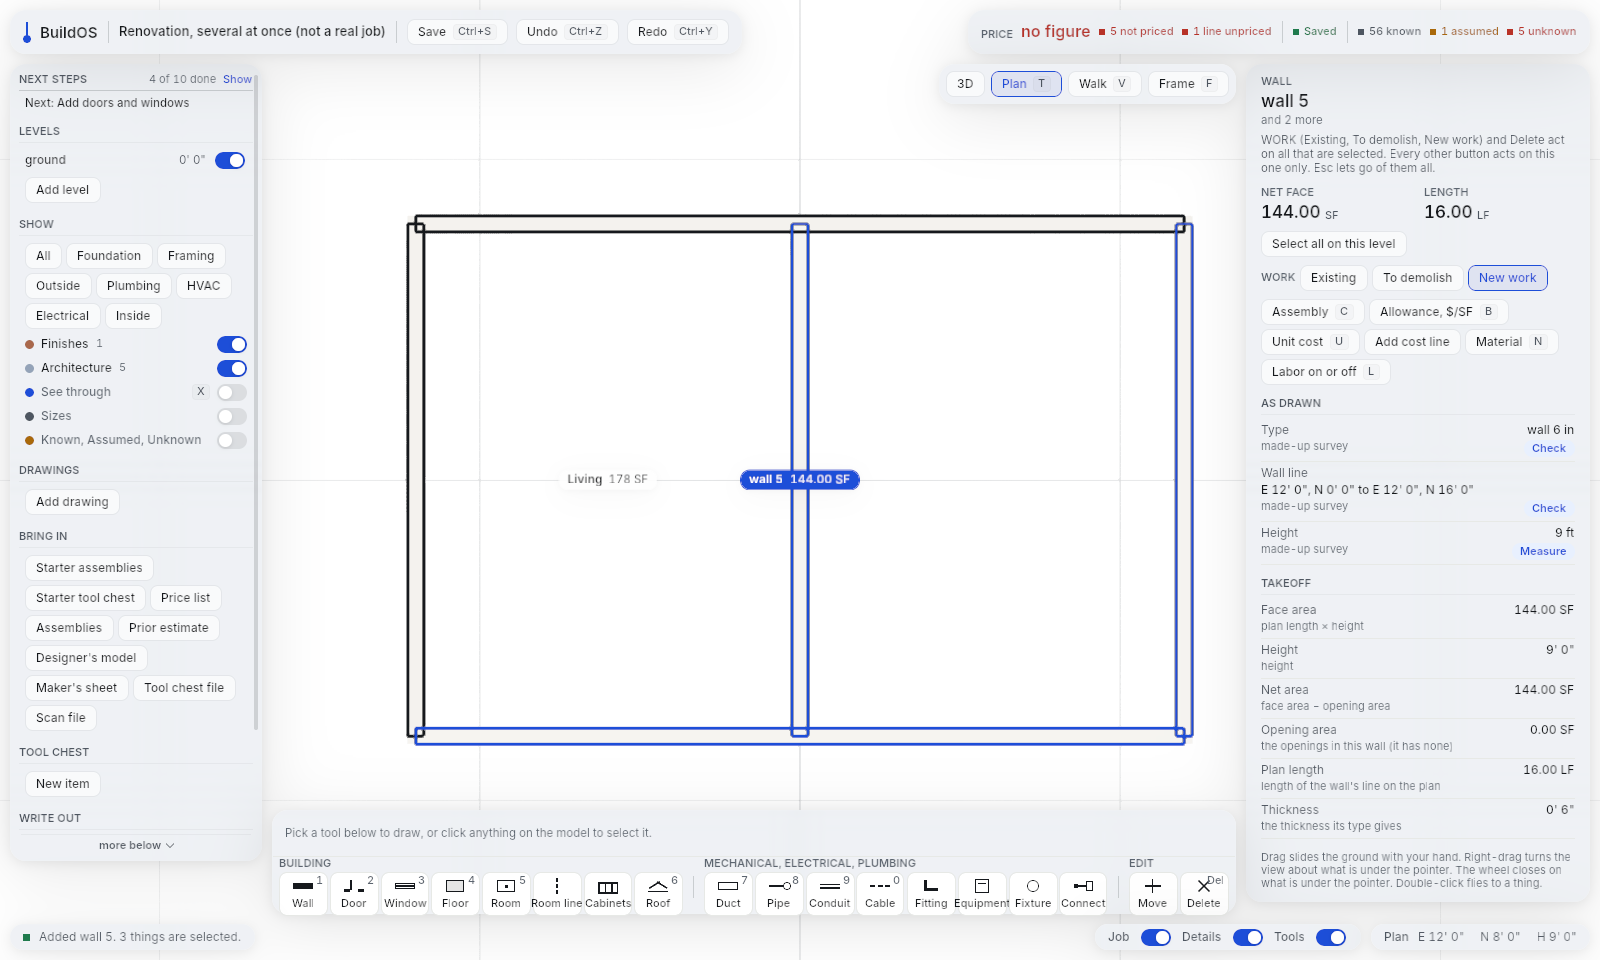 BuildOS
Renovation, several at once (not a real job)
Save Ctrl+S
Undo Ctrl+Z
Redo Ctrl+Y
PRICE no figure
5 not priced
1 line unpriced
Saved
56 known
1 assumed
5 unknown
NEXT STEPS 4 of 10 done Show
Next: Add doors and windows
LEVELS
ground 0' 0"
Add level
SHOW
All Foundation Framing
Outside Plumbing HVAC
Electrical Inside
Finishes 1
Architecture 5
See through X
Sizes
Known, Assumed, Unknown
DRAWINGS
Add drawing
BRING IN
Starter assemblies
Starter tool chest Price list
Assemblies Prior estimate
Designer's model
Maker's sheet Tool chest file
Scan file
TOOL CHEST
New item
WRITE OUT
more below
3D
Plan T
Walk V
Frame F
Living 178 SF
wall 5 144.00 SF
WALL
wall 5
and 2 more
WORK (Existing, To demolish, New work) and Delete act
on all that are selected. Every other button acts on this
one only. Esc lets go of them all.
NET FACE LENGTH
144.00 SF 16.00 LF
Select all on this level
WORK Existing To demolish New work
Assembly C Allowance, $/SF B
Unit cost U Add cost line Material N
Labor on or off L
AS DRAWN
Type wall 6 in
made-up survey Check
Wall line
E 12' 0", N 0' 0" to E 12' 0", N 16' 0"
made-up survey Check
Height 9 ft
made-up survey Measure
TAKEOFF
Face area 144.00 SF
plan length × height
Height 9' 0"
height
Net area 144.00 SF
face area − opening area
Opening area 0.00 SF
the openings in this wall (it has none)
Plan length 16.00 LF
length of the wall's line on the plan
Thickness 0' 6"
the thickness its type gives
Drag slides the ground with your hand. Right-drag turns the
view about what is under the pointer. The wheel closes on
what is under the pointer. Double-click flies to a thing.
Pick a tool below to draw, or click anything on the model to select it.
BUILDING
1 Wall
2 Door
3 Window
4 Floor
5 Room
Room line
Cabinets
6 Roof
MECHANICAL, ELECTRICAL, PLUMBING
7 Duct
8 Pipe
9 Conduit
0 Cable
Fitting
Equipment
Fixture
Connect
EDIT
Move
Del Delete
Added wall 5. 3 things are selected.
Job Details Tools
Plan E 12' 0" N 8' 0" H 9' 0"